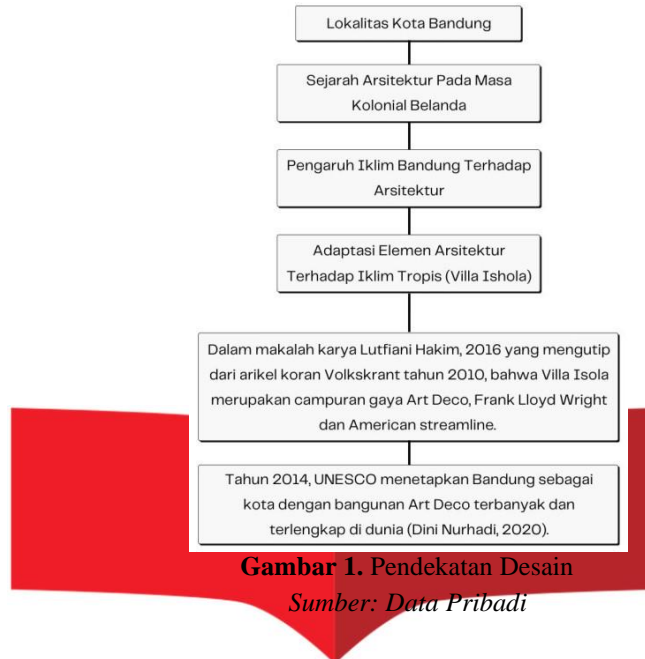 Lokalitas Kota Bandung
Sejarah Arsitektur Pada Masa
Kolonial Belanda
Pengaruh Iklim Bandung Terhadap
Arsitektur
Adaptasi Elemen Arsitektur
Terhadap Iklim Tropis (Villa Ishola)
Dalam makalah karya Lutfiani Hakim, 2016 yang mengutip
dari arikel koran Volkskrant tahun 2010, bahwa Villa Isola
merupakan campuran gaya Art Deco, Frank Lloyd Wright
dan American streamline.
Tahun 2014, UNESCO menetapkan Bandung sebagai
kota dengan bangunan Art Deco terbanyak dan
terlengkap di dunia (Dini Nurhadi, 2020).
Gambar 1. Pendekatan Desain
Sumber: Data Pribadi